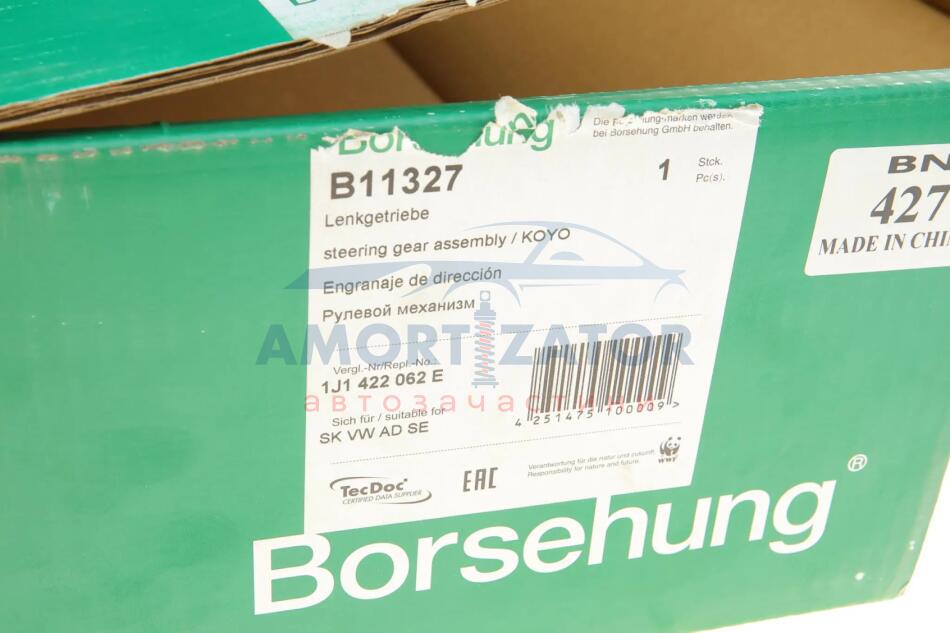 Borsehung
Die
marken werden
bei Borsehung GmbH behalten.
B11327
1 Stck.
Pc(s).
Lenkgetriebe
steering gear assembly / KOYO
Engranaje de dirección
Рулевой механизм
Vergl.-Nr/Repl.-No.
1J1 422 062 E
Sich für / suitable for
SK VW AD SE
4 251475 100009 >
TecDoc
CERTIFIED DATA SUPPLIER
EAC
Verantwortung für die natur und zukunft.
Responsibility for nature and future.
WWF
BN
427
MADE IN CHIN
AMORTIZATOR
автозачасти
Borsehung®